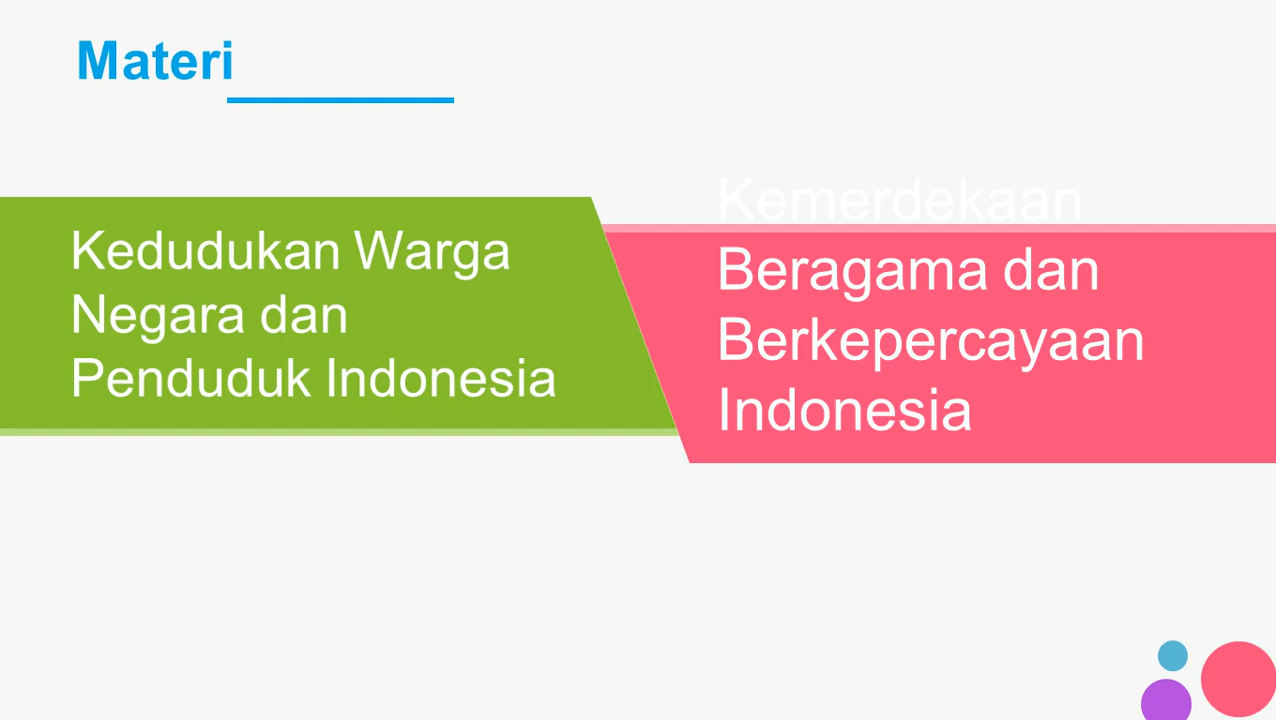 Materi
Kedudukan Warga
Negara dan
Penduduk Indonesia
Kemerdekaan
Beragama dan
Berkepercayaan
Indonesia